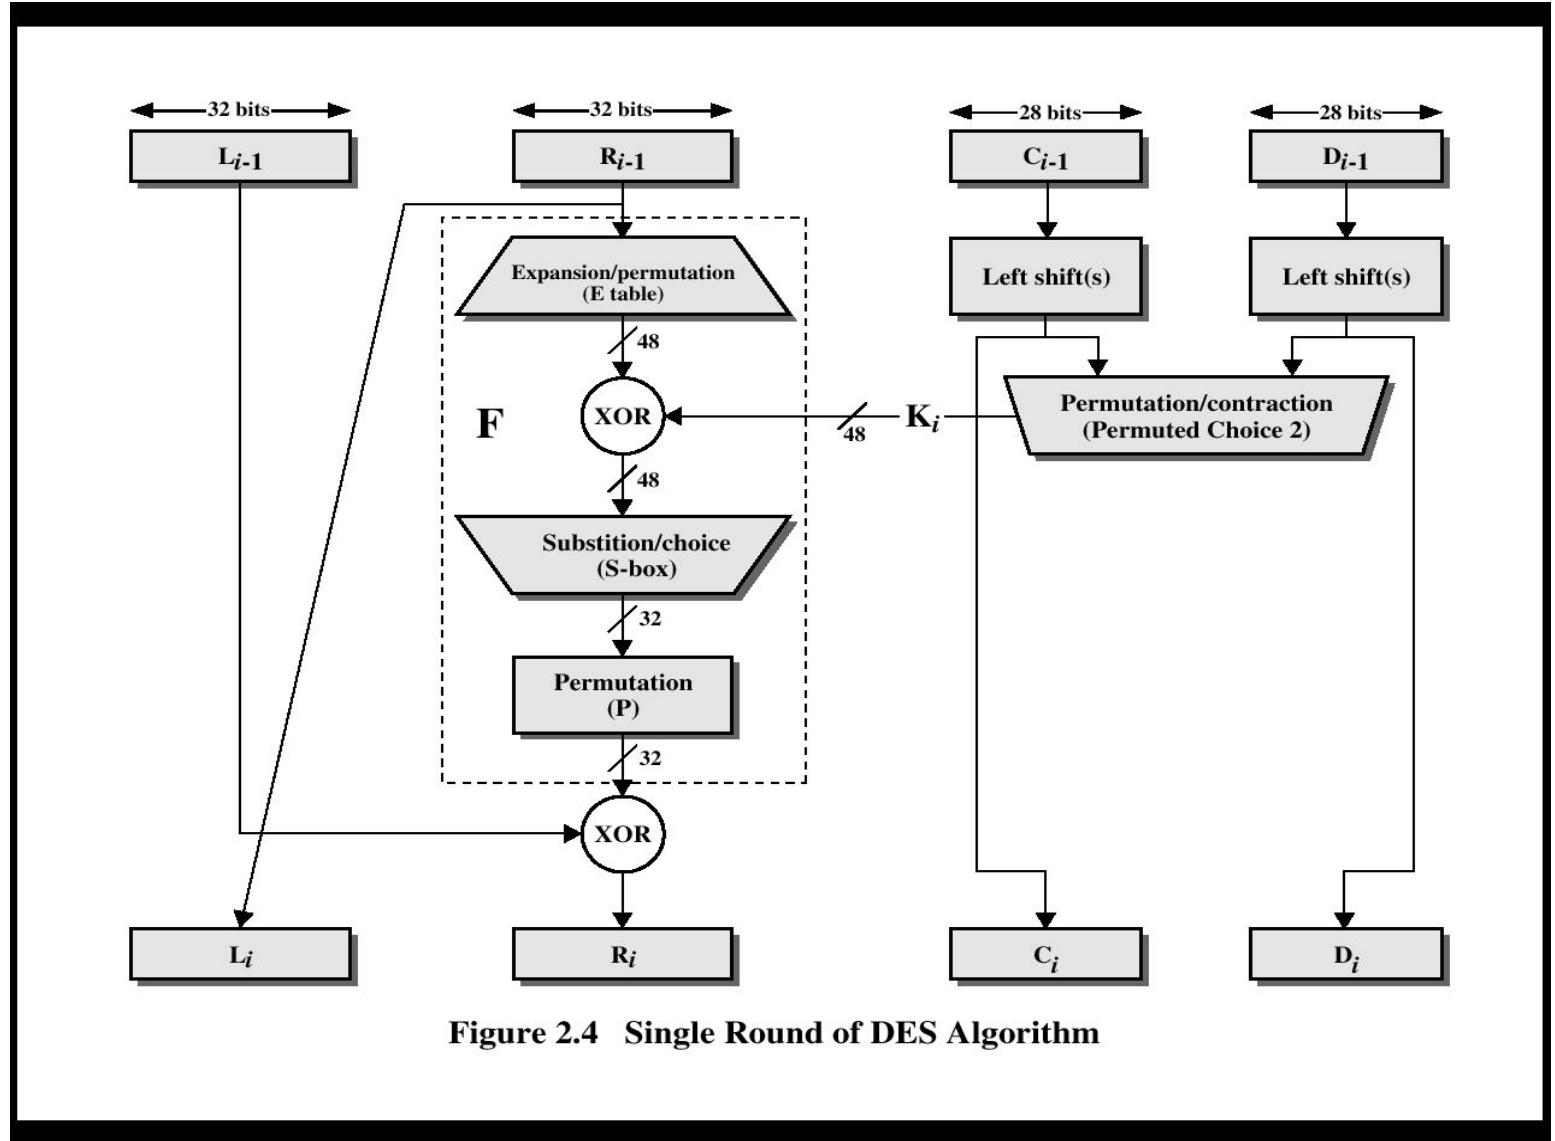 32 bits
32 bits
28 bits
28 bits
Li-1
Ri-1
Ci-1
Di-1
Expansion/permutation
(E table)
Left shift(s)
Left shift(s)
48
F
XOR
48
Ki
Permutation/contraction
(Permuted Choice 2)
48
Substition/choice
(S-box)
32
Permutation
(P)
32
XOR
Li
Ri
Ci
Di
Figure 2.4 Single Round of DES Algorithm